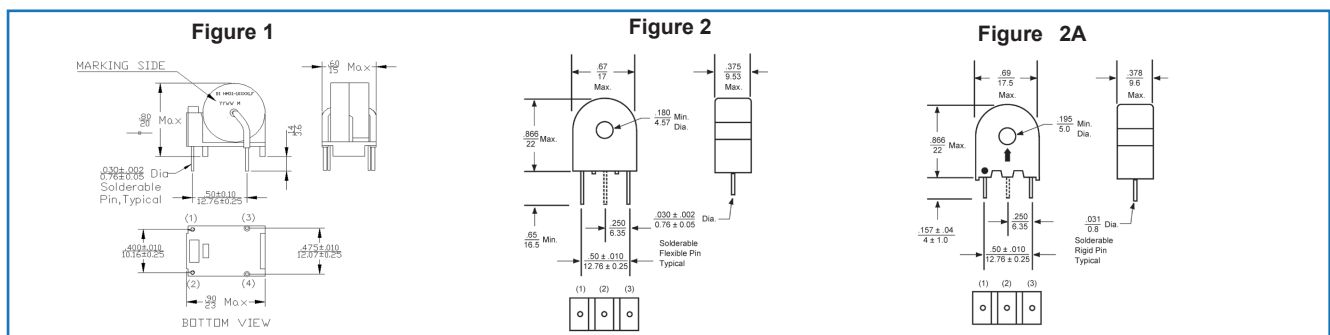 Figure 1
MARKING SIDE
BI HM31-10XXXLF
YYWW M
.60
15 Max
.80
20 Max
.14
3.6
.030±.002
0.76±0.05 Dia
Solderable
Pin,Typical
.50±0.10
12.76±0.25
(1)
(3)
.400±.010
10.16±0.25
.475±.010
12.07±0.25
(2)
(4)
.90
23 Max
BOTTOM VIEW
Figure 2
.67
17
Max.
.375
9.53
Max.
.180
4.57
Min.
Dia.
.866
22
Max.
.65
16.5
Min.
.250
6.35
.030 ± .002
0.76 ± 0.05
Dia.
Solderable
Flexible Pin
Typical
.50 ± .010
12.76 ± 0.25
(1) (2) (3)
Figure 2A
.69
17.5
Max.
.378
9.6
Max.
.195
5.0
Min.
Dia.
.866
22
Max.
.157 ± .04
4 ± 1.0
.250
6.35
.031
0.8
Dia.
Solderable
Rigid Pin
Typical
.50 ± .010
12.76 ± 0.25
(1) (2) (3)